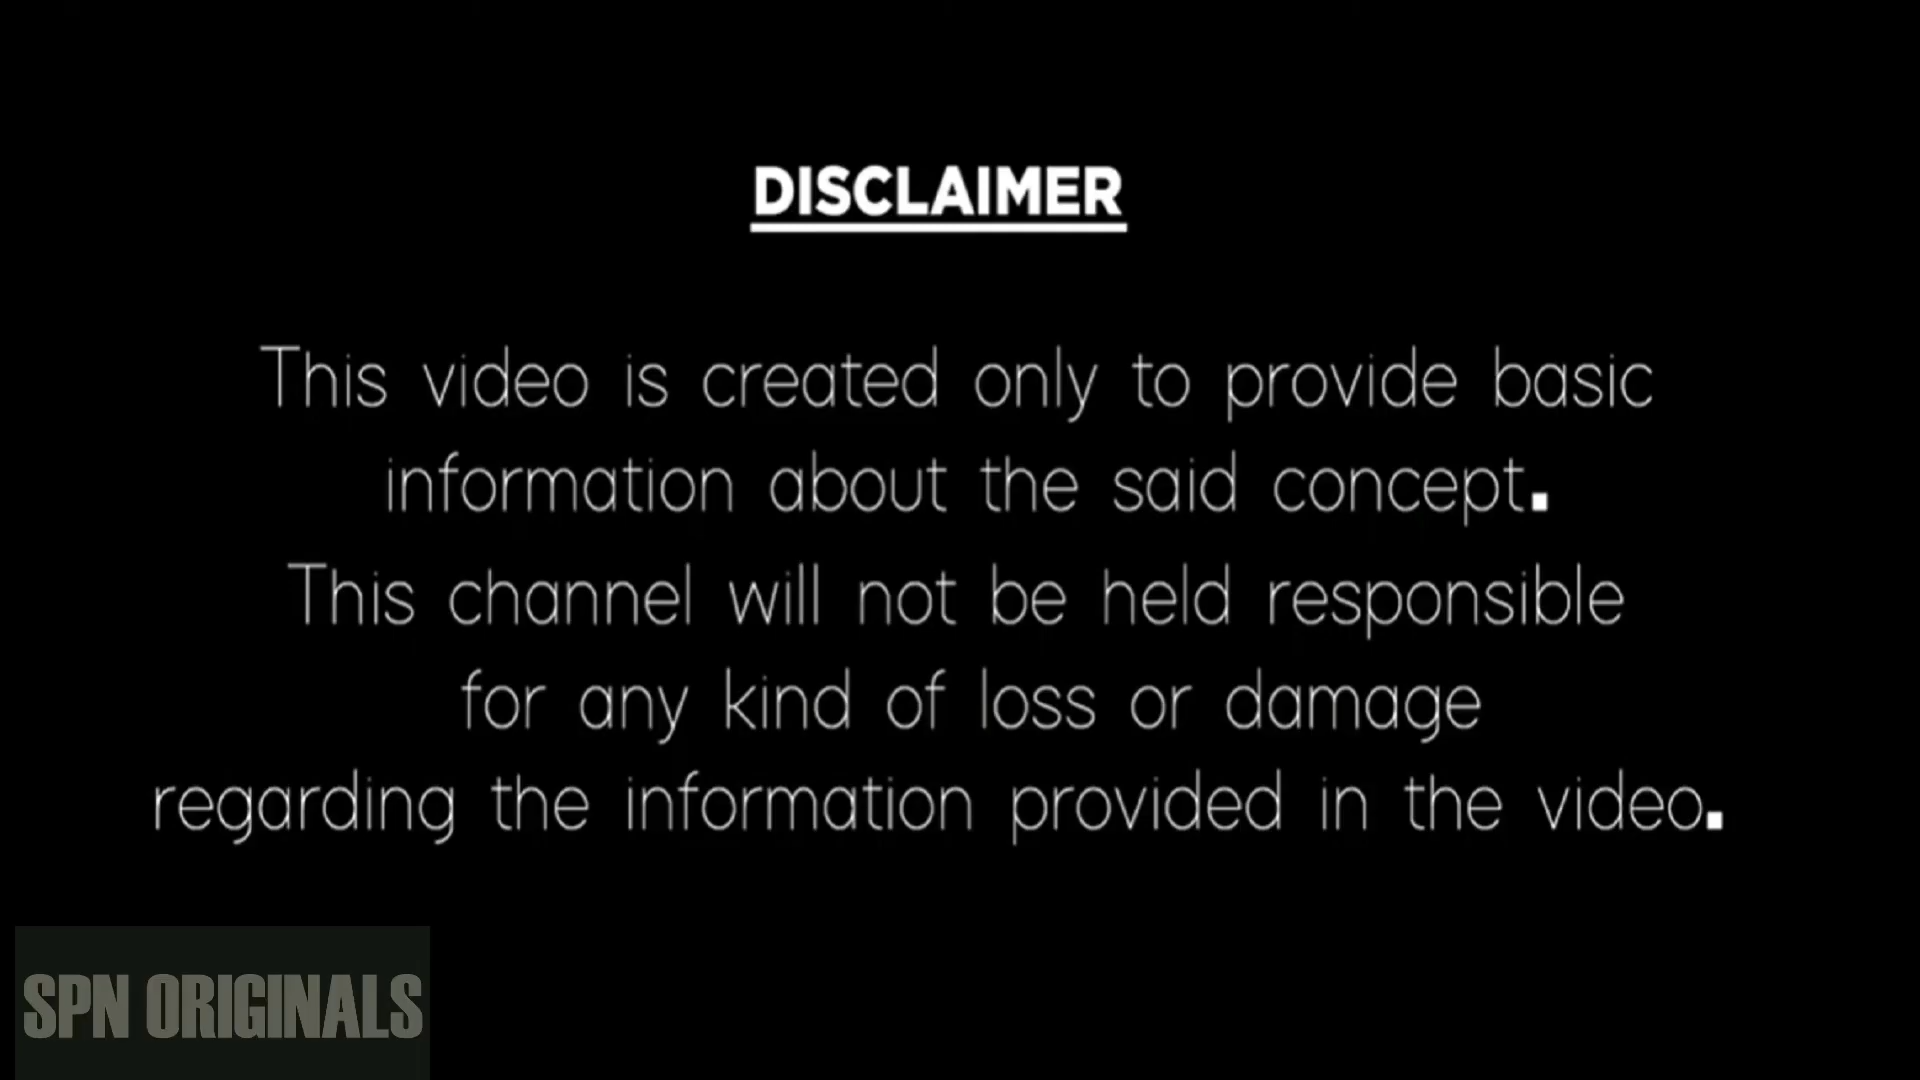 DISCLAIMER
This video is created only to provide basic
information about the said concept.
This channel will not be held responsible
for any kind of loss or damage
regarding the information provided in the video.
SPN ORIGINALS